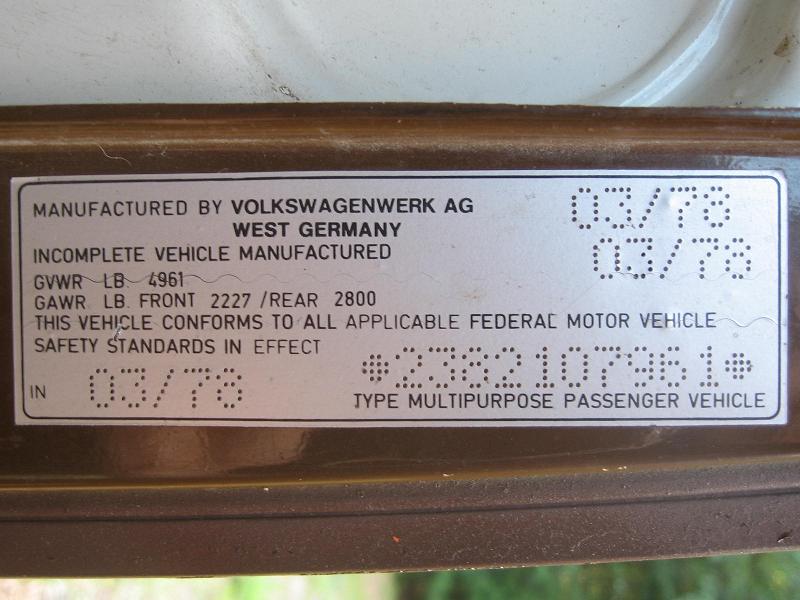 MANUFACTURED BY VOLKSWAGENWERK AG 03/78
WEST GERMANY
INCOMPLETE VEHICLE MANUFACTURED 03/78
GVWR LB 4961
GAWR LB. FRONT 2227 /REAR 2800
THIS VEHICLE CONFORMS TO ALL APPLICABLE FEDERAL MOTOR VEHICLE
SAFETY STANDARDS IN EFFECT
IN 03/78 2382107961
TYPE MULTIPURPOSE PASSENGER VEHICLE